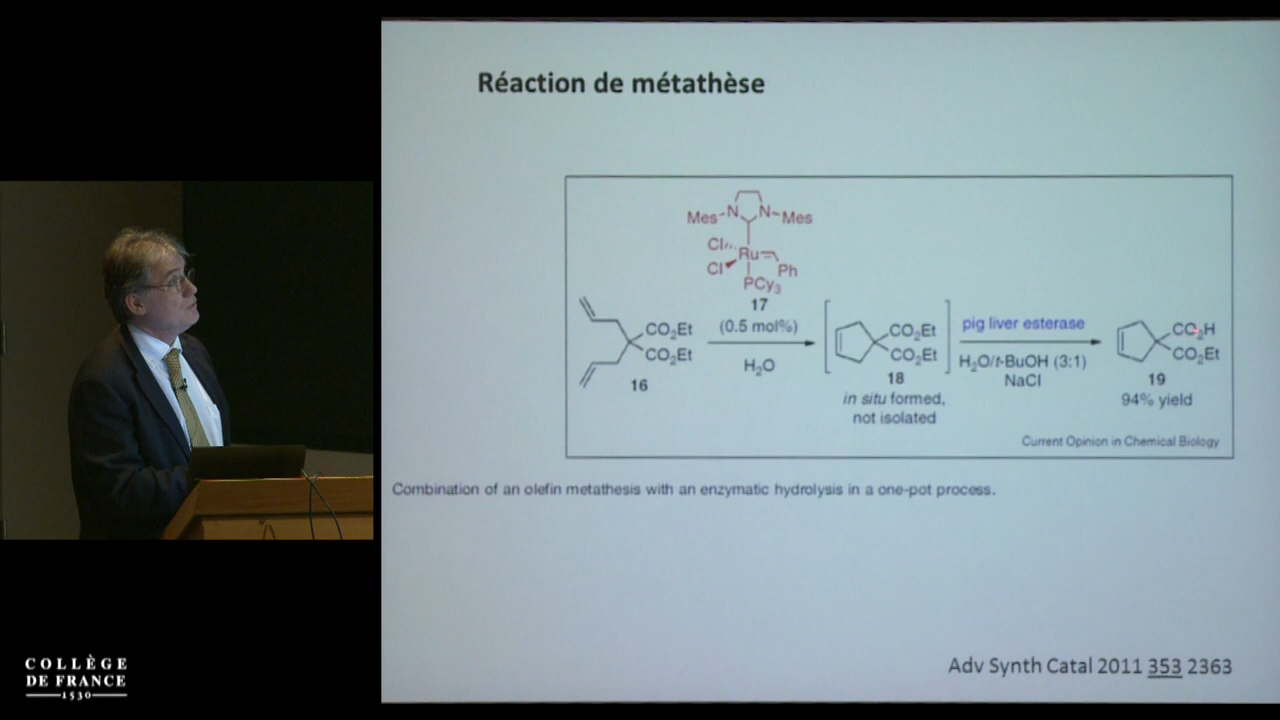 Réaction de métathèse
Mes N N Mes
Cl
Ru
Cl Ph
PCy3
17
(0.5 mol%)
H2O
CO2Et
CO2Et
16
CO2Et
CO2Et
18
in situ formed,
not isolated
pig liver esterase
H2O/t-BuOH (3:1)
NaCl
CO2H
CO2Et
19
94% yield
Current Opinion in Chemical Biology
Combination of an olefin metathesis with an enzymatic hydrolysis in a one-pot process.
Adv Synth Catal 2011 353 2363
COLLÈGE
DE FRANCE
1530